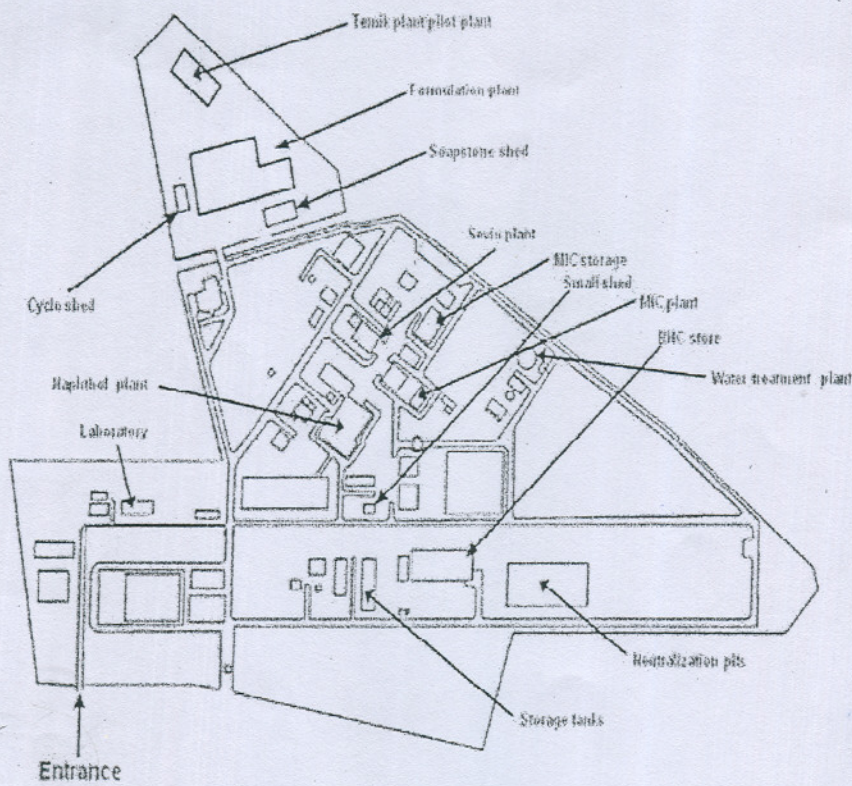 Temik plant/pilot plant
Formulation plant
Soapstone shed
Sevin plant
MIC storage
Small shed
MIC plant
BHC store
Cycle shed
Naphthol plant
Water treatment plant
Laboratory
Neutralization pits
Storage tanks
Entrance